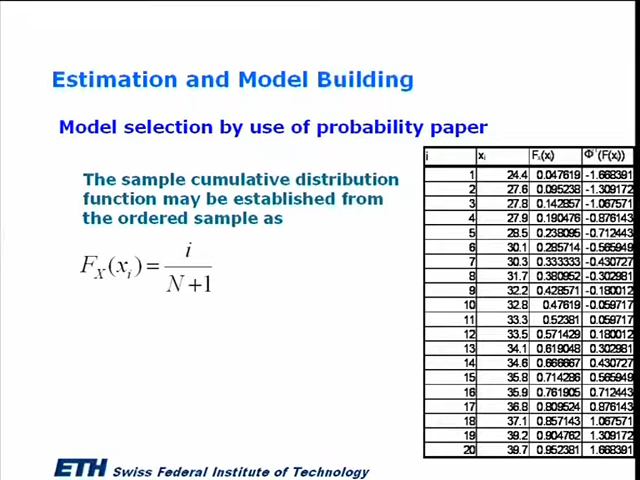 Estimation and Model Building
Model selection by use of probability paper
The sample cumulative distribution
function may be established from
the ordered sample as
F_X(x_i) = i / (N+1)
i x_i F_x(x) Φ⁻¹(F(x))
1 24.4 0.047619 -1.668391
2 27.6 0.095238 -1.309172
3 27.8 0.142857 -1.067571
4 27.9 0.190476 -0.876143
5 28.5 0.238095 -0.712443
6 30.1 0.285714 -0.565949
7 30.3 0.333333 -0.430727
8 31.7 0.380952 -0.302981
9 32.2 0.428571 -0.180012
10 32.8 0.47619 -0.059717
11 33.3 0.52381 0.059717
12 33.5 0.571429 0.180012
13 34.1 0.619048 0.302981
14 34.6 0.666667 0.430727
15 35.8 0.714286 0.565949
16 35.9 0.761905 0.712443
17 36.8 0.809524 0.876143
18 37.1 0.857143 1.067571
19 39.2 0.904762 1.309172
20 39.7 0.952381 1.668391
ETH Swiss Federal Institute of Technology